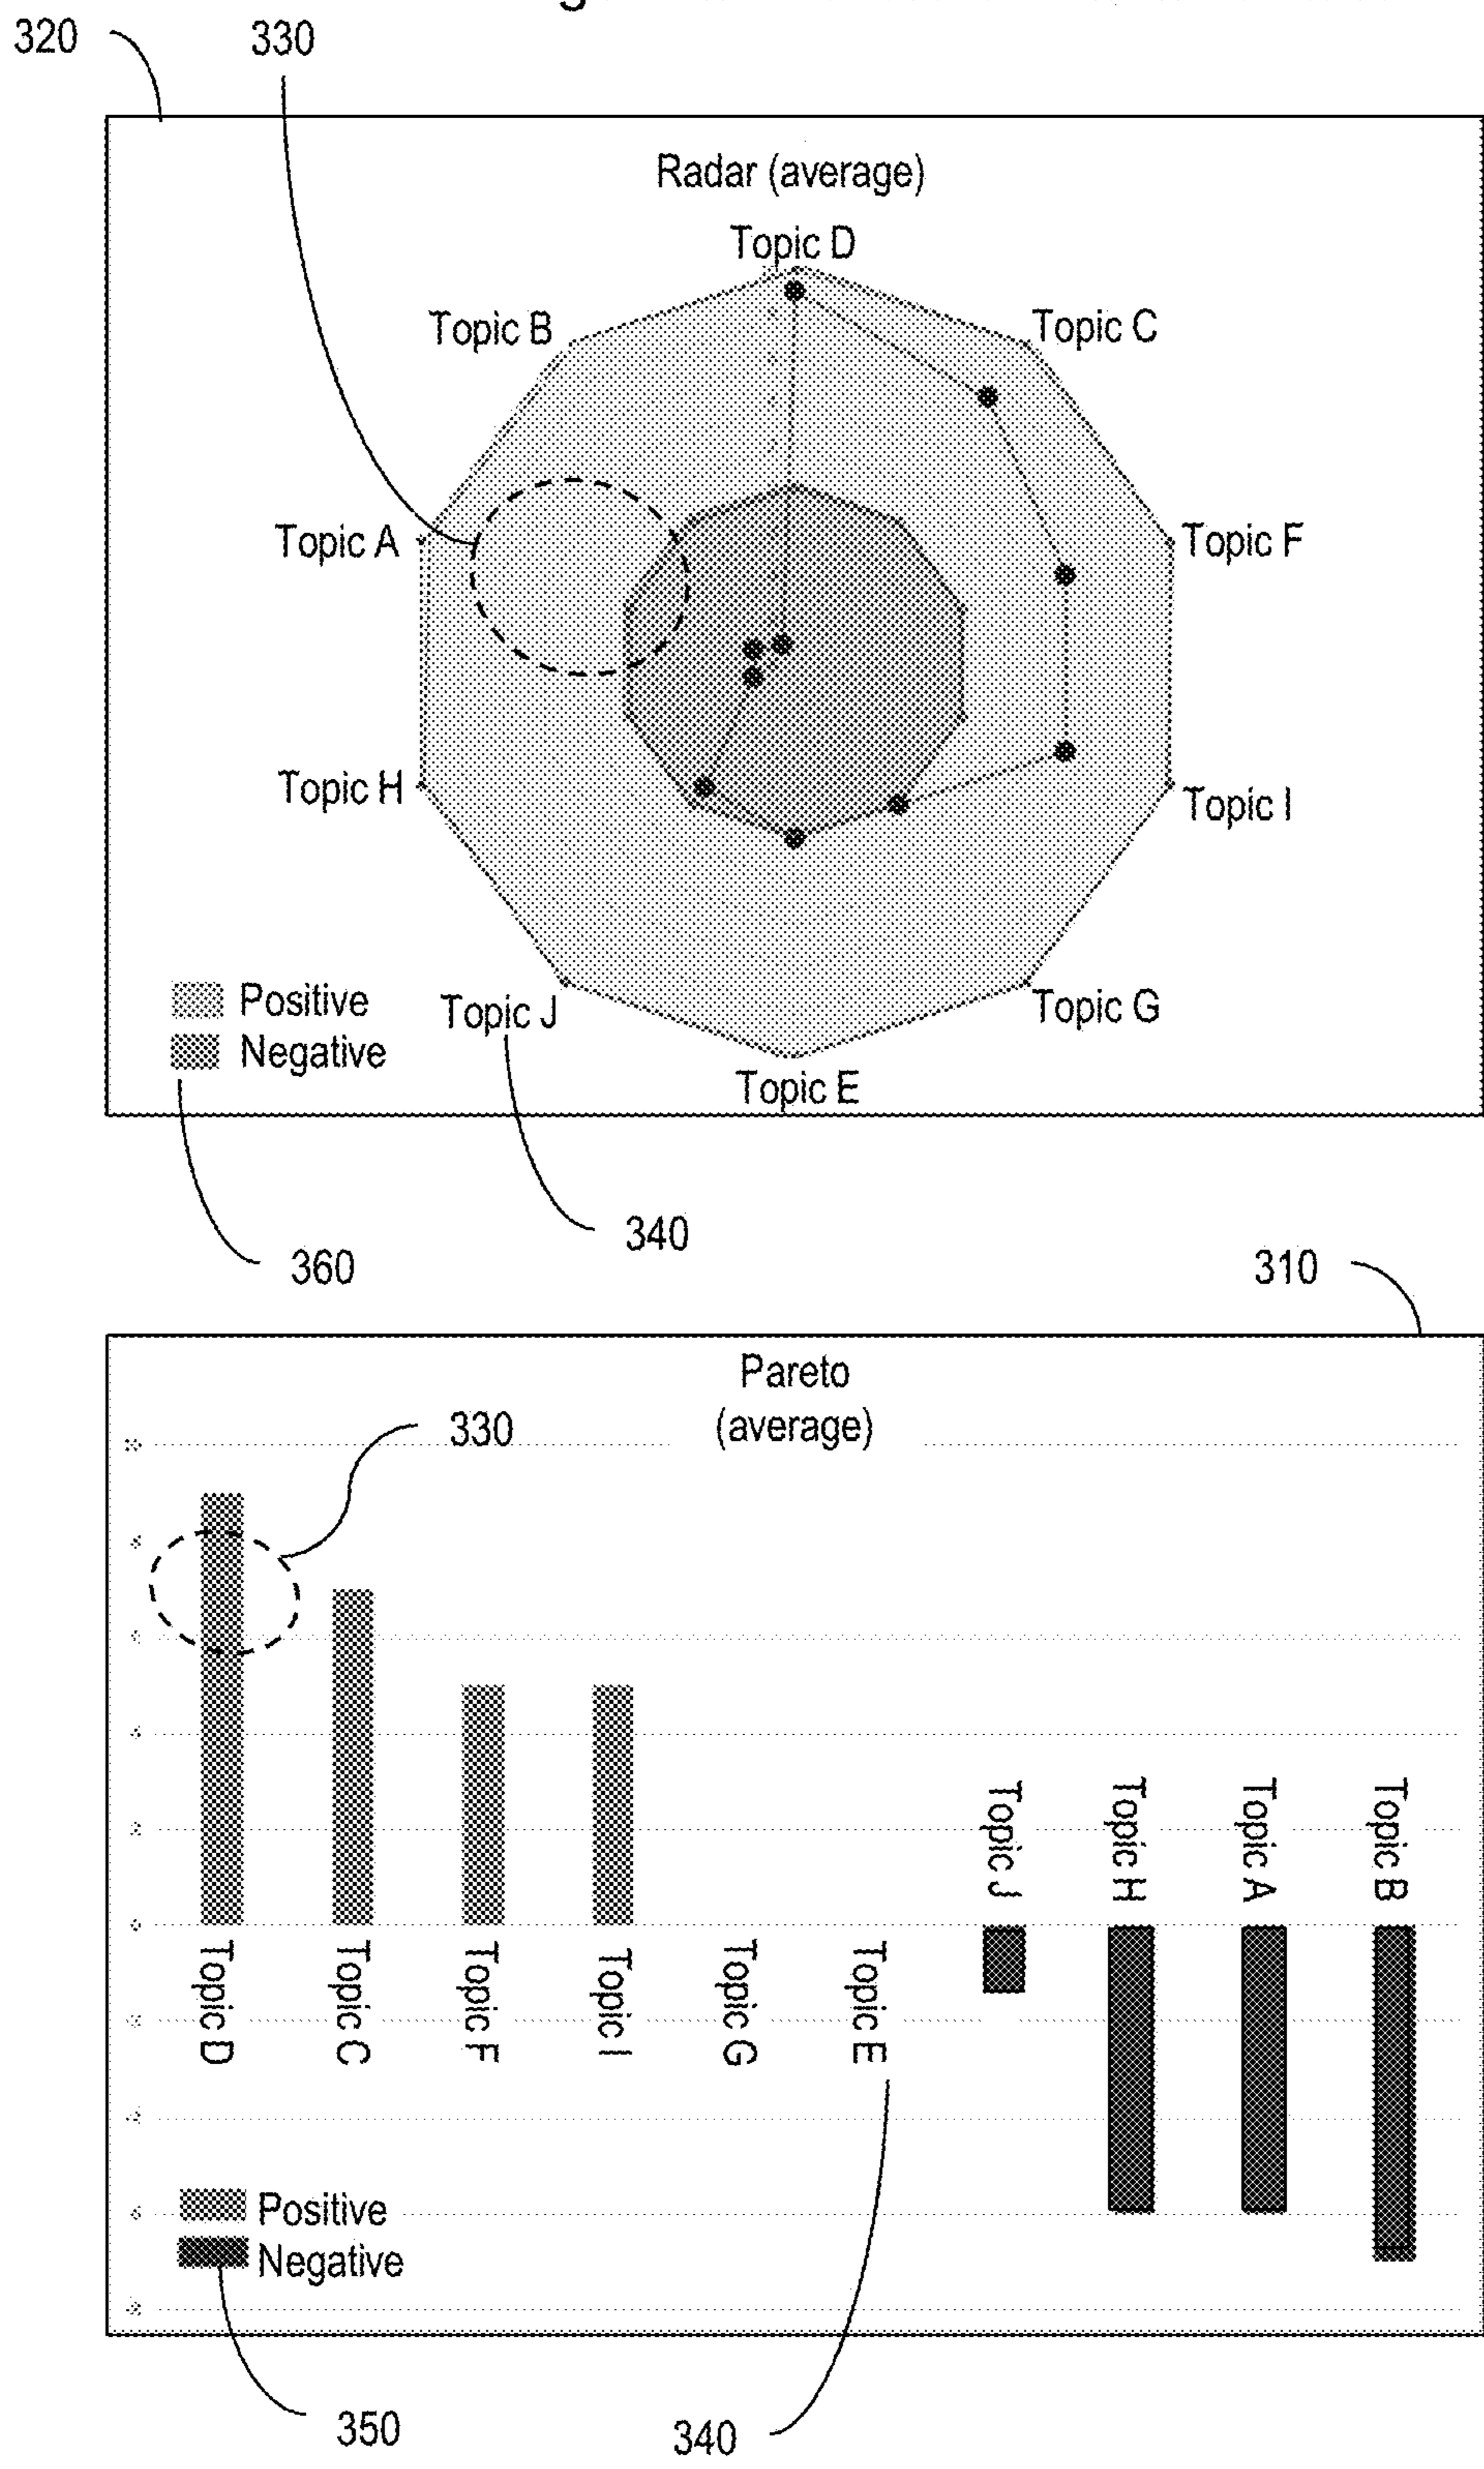 320
330
Radar (average)
Topic D
Topic B
Topic C
Topic A
Topic F
Topic H
Topic I
Positive
Negative
Topic J
Topic G
Topic E
340
360
310
Pareto
(average)
330
Topic J
Topic H
Topic A
Topic B
Topic D
Topic C
Topic F
Topic I
Topic G
Topic E
Positive
Negative
350
340